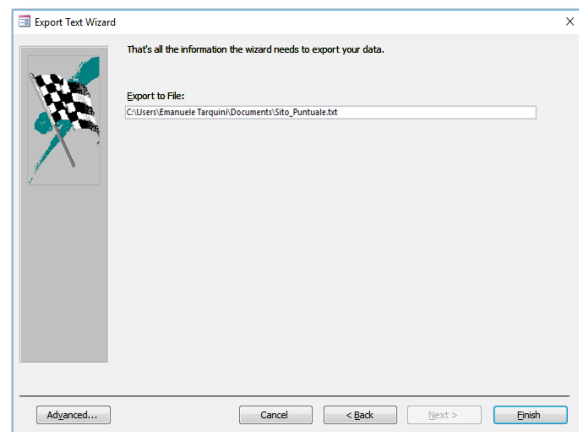 Export Text Wizard
That's all the information the wizard needs to export your data.
Export to File:
C:\Users\Emanuele Tarquini\Documents\Sito_Puntuale.txt
Advanced...
Cancel
< Back
Next >
Finish